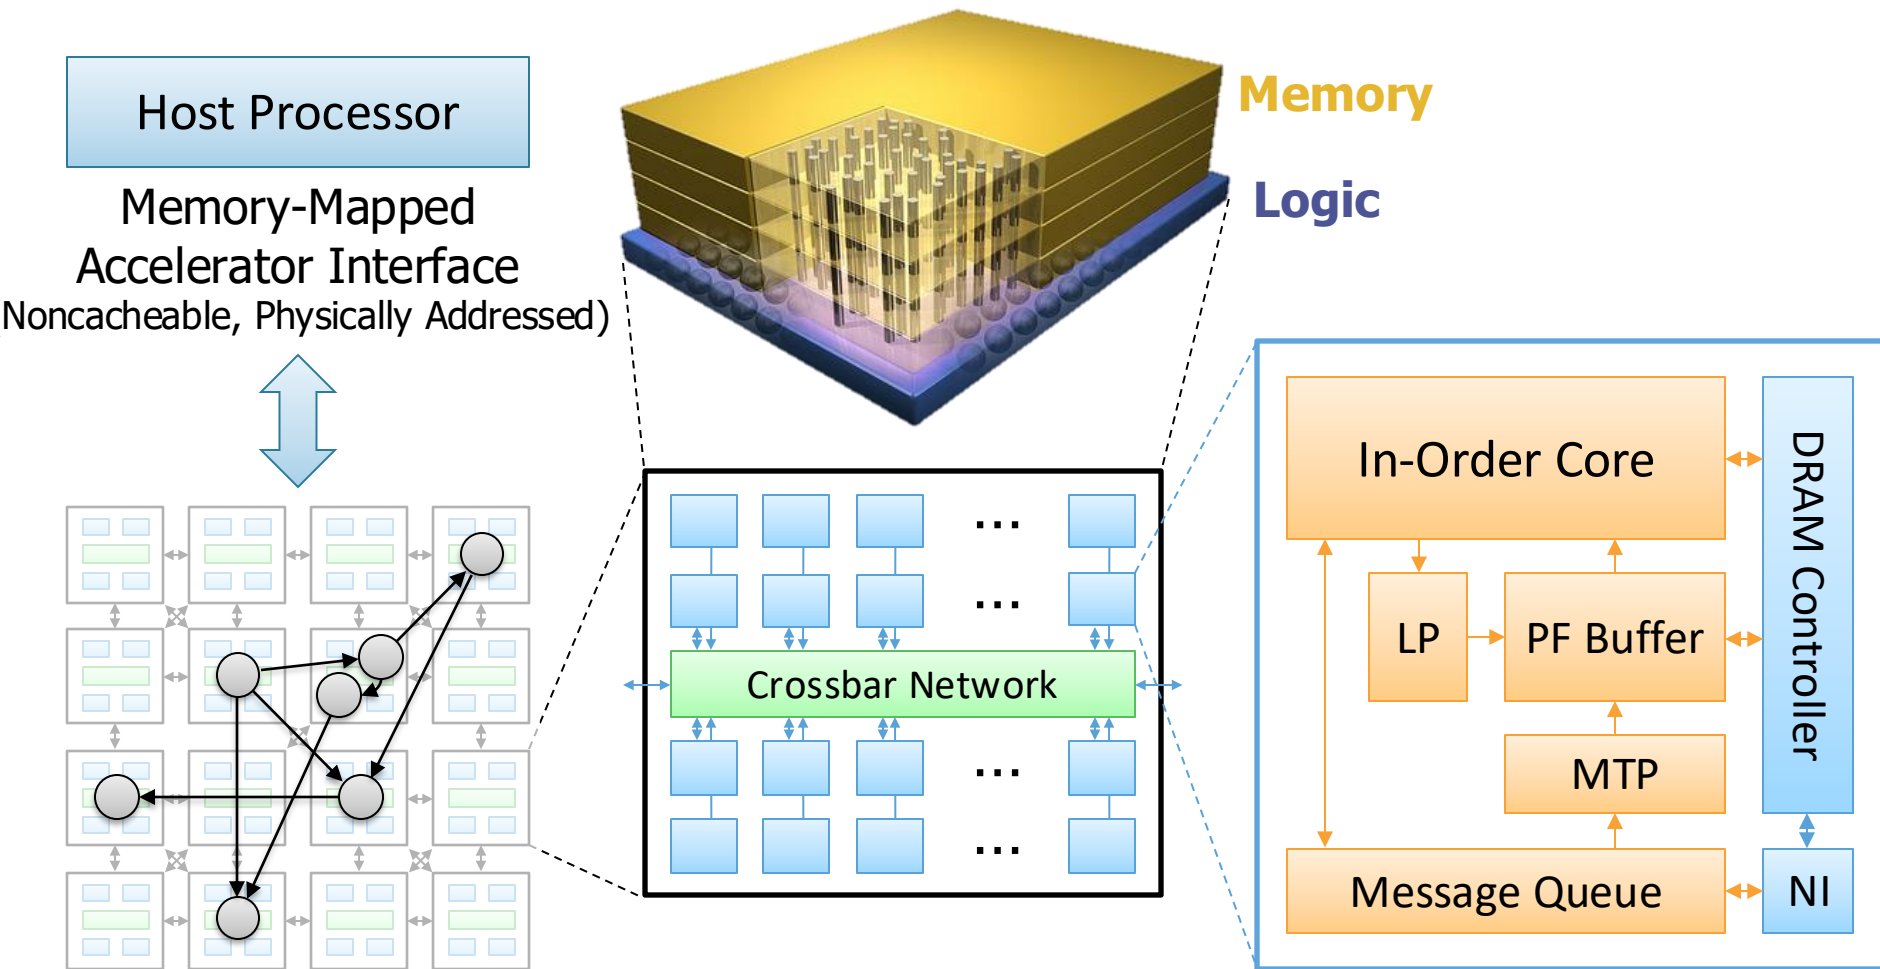 Host Processor
Memory-Mapped
Accelerator Interface
Noncacheable, Physically Addressed)
Memory
Logic
...
...
Crossbar Network
...
...
In-Order Core
LP
PF Buffer
MTP
Message Queue
DRAM Controller
NI